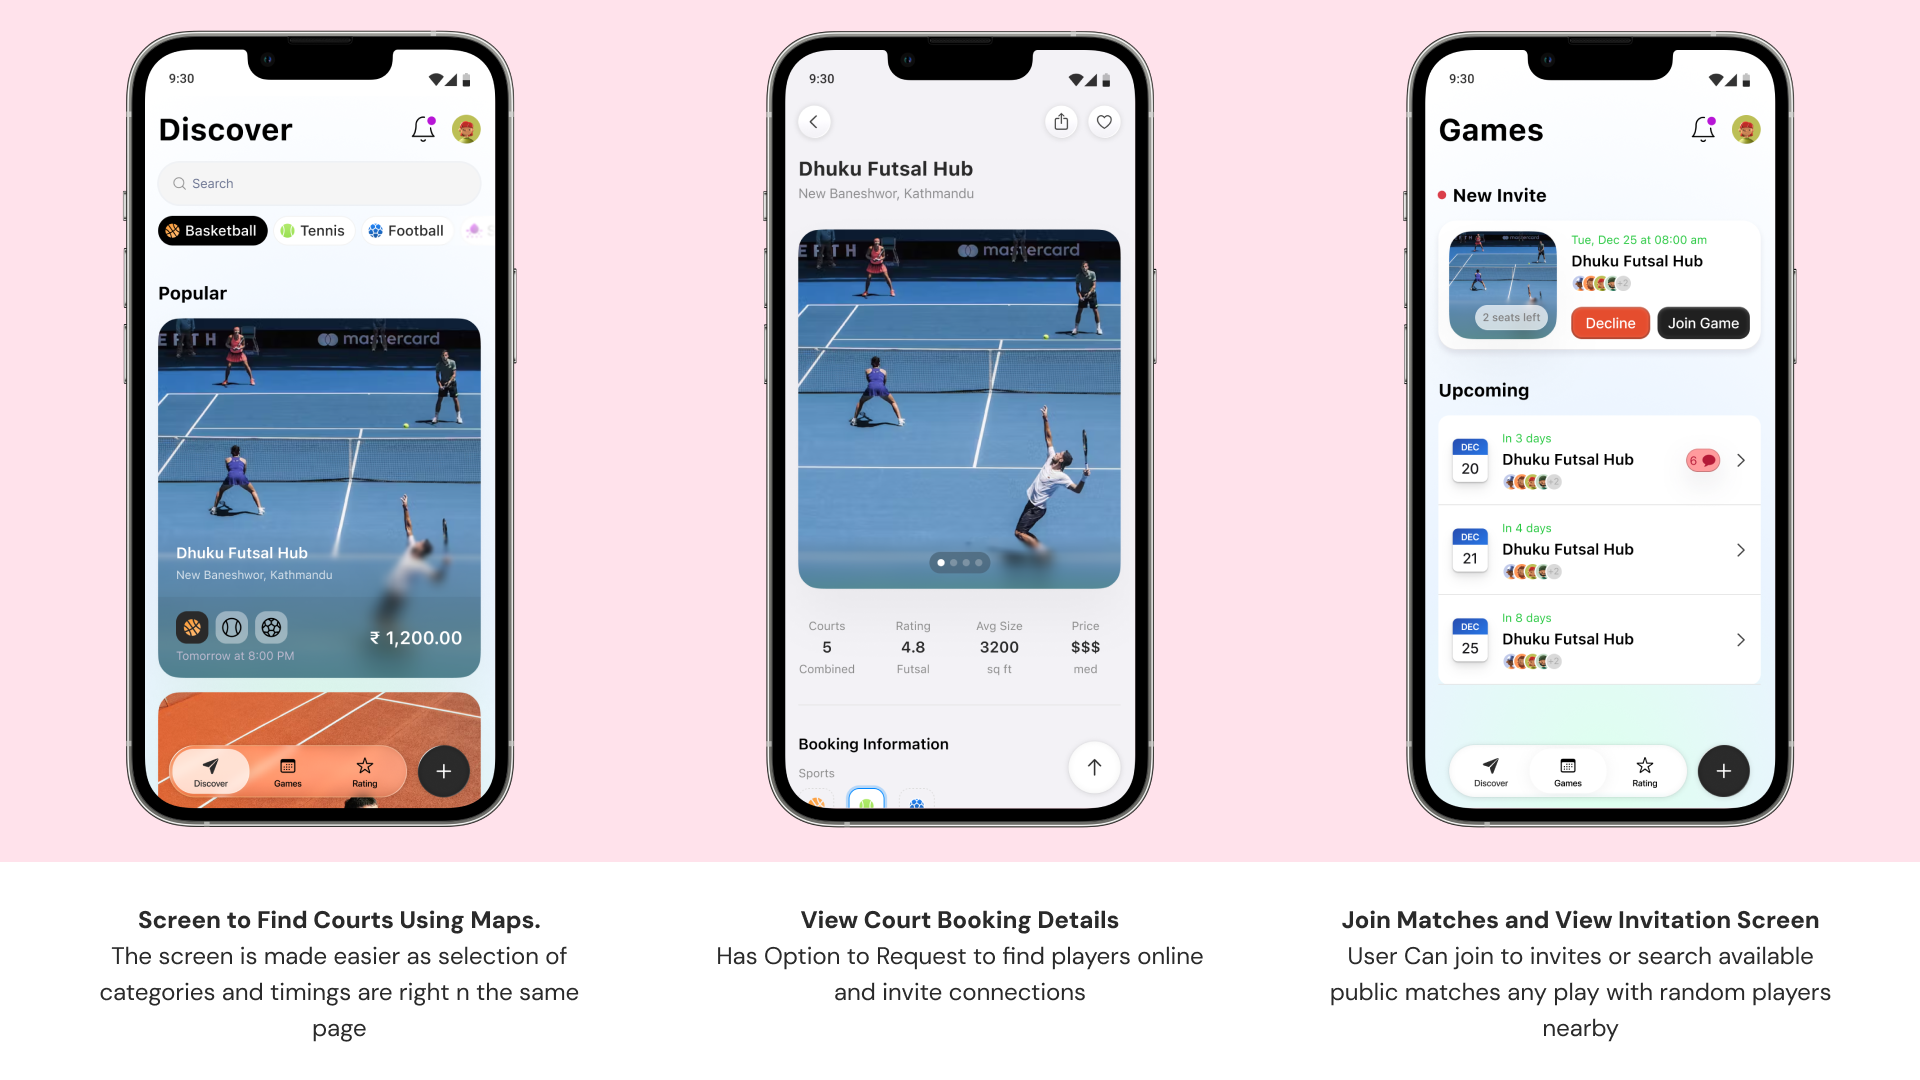 9:30
Discover
Search
Basketball
Tennis
Football
Popular
mastercard
Dhuku Futsal Hub
New Baneshwor, Kathmandu
₹ 1,200.00
Tomorrow at 8:00 PM
Discover
Games
Rating
9:30
Dhuku Futsal Hub
New Baneshwor, Kathmandu
mastercard
Courts
Rating
Avg Size
Price
5
4.8
3200
$$$
Combined
Futsal
sq ft
med
Booking Information
Sports
9:30
Games
New Invite
Tue, Dec 25 at 08:00 am
Dhuku Futsal Hub
+2
2 seats left
Decline
Join Game
Upcoming
In 3 days
DEC
20
Dhuku Futsal Hub
6
+2
In 4 days
DEC
21
Dhuku Futsal Hub
+2
In 8 days
DEC
25
Dhuku Futsal Hub
+2
Discover
Games
Rating
Screen to Find Courts Using Maps.
The screen is made easier as selection of
categories and timings are right n the same
page
View Court Booking Details
Has Option to Request to find players online
and invite connections
Join Matches and View Invitation Screen
User Can join to invites or search available
public matches any play with random players
nearby